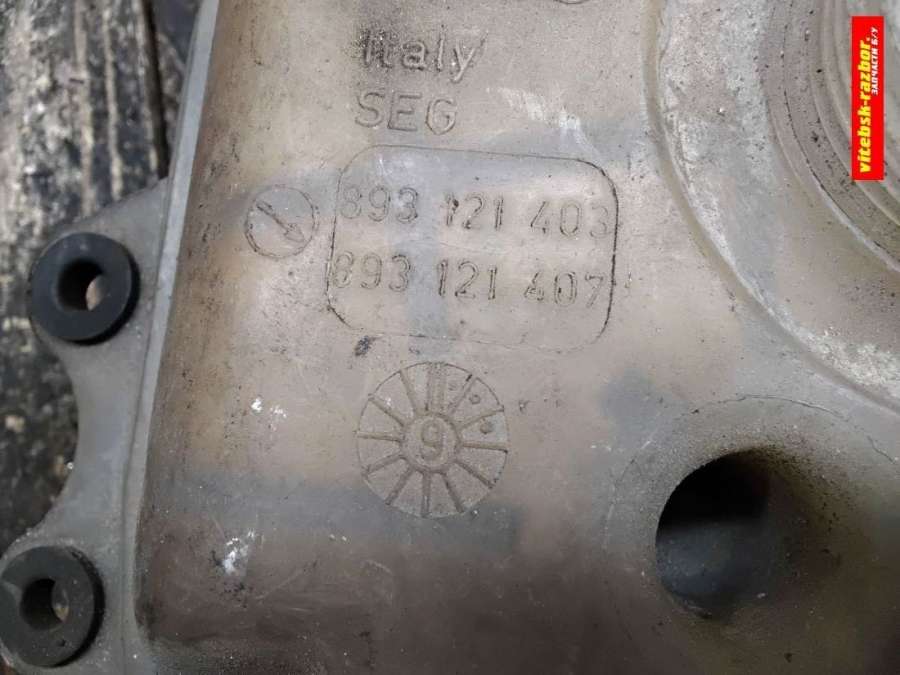 Italy
SEG
893 121 403
893 121 407
9
vitebsk-razbor.
ЗАПЧАСТИ Б/У